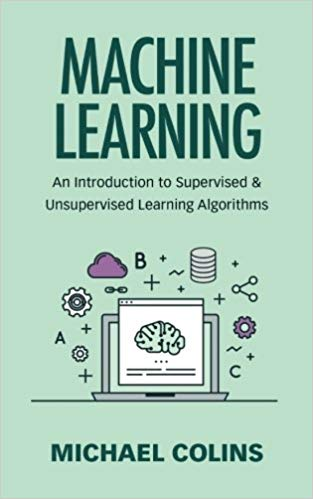 MACHINE
LEARNING
An Introduction to Supervised &
Unsupervised Learning Algorithms
B
A
C
MICHAEL COLINS